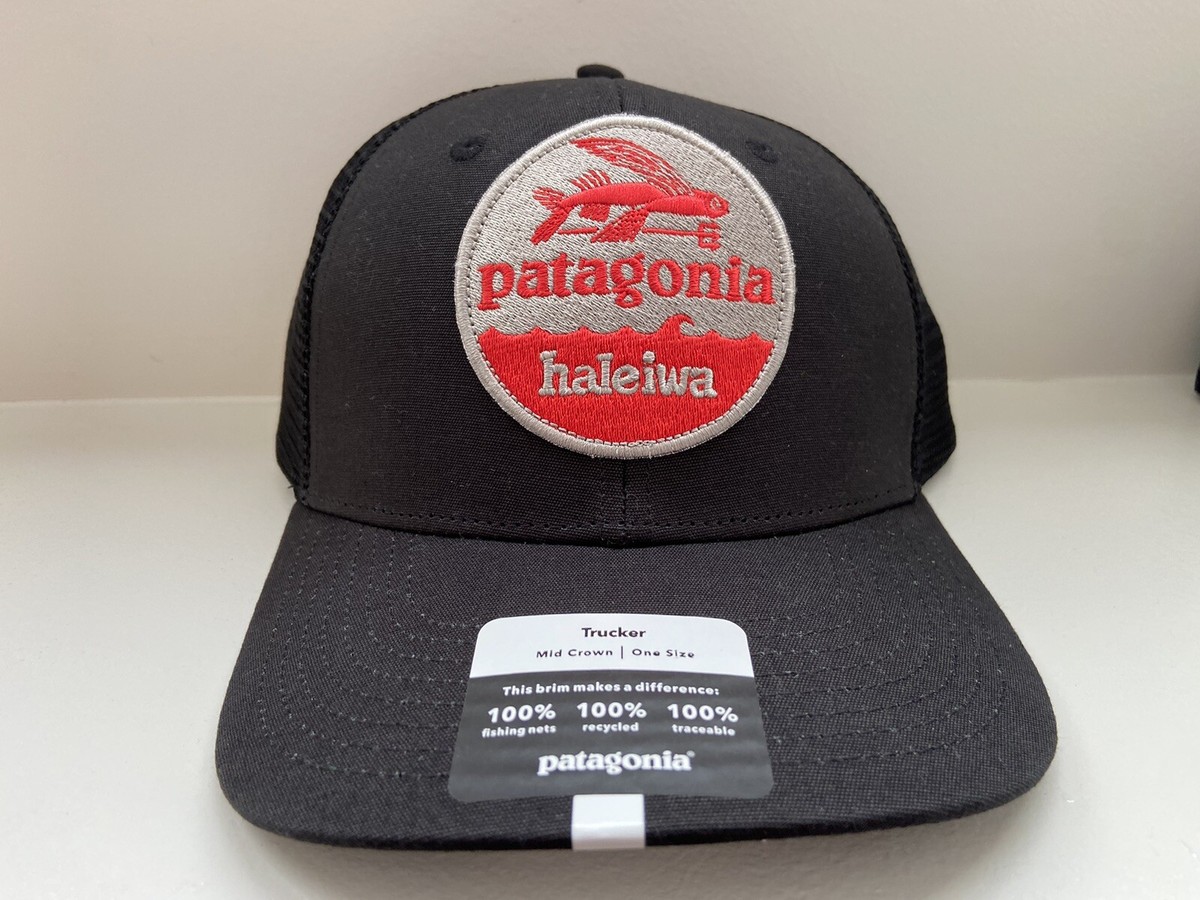 patagonia
haleiwa
Trucker
Mid Crown | One Size
This brim makes a difference:
100% 100% 100%
fishing nets recycled traceable
patagonia®